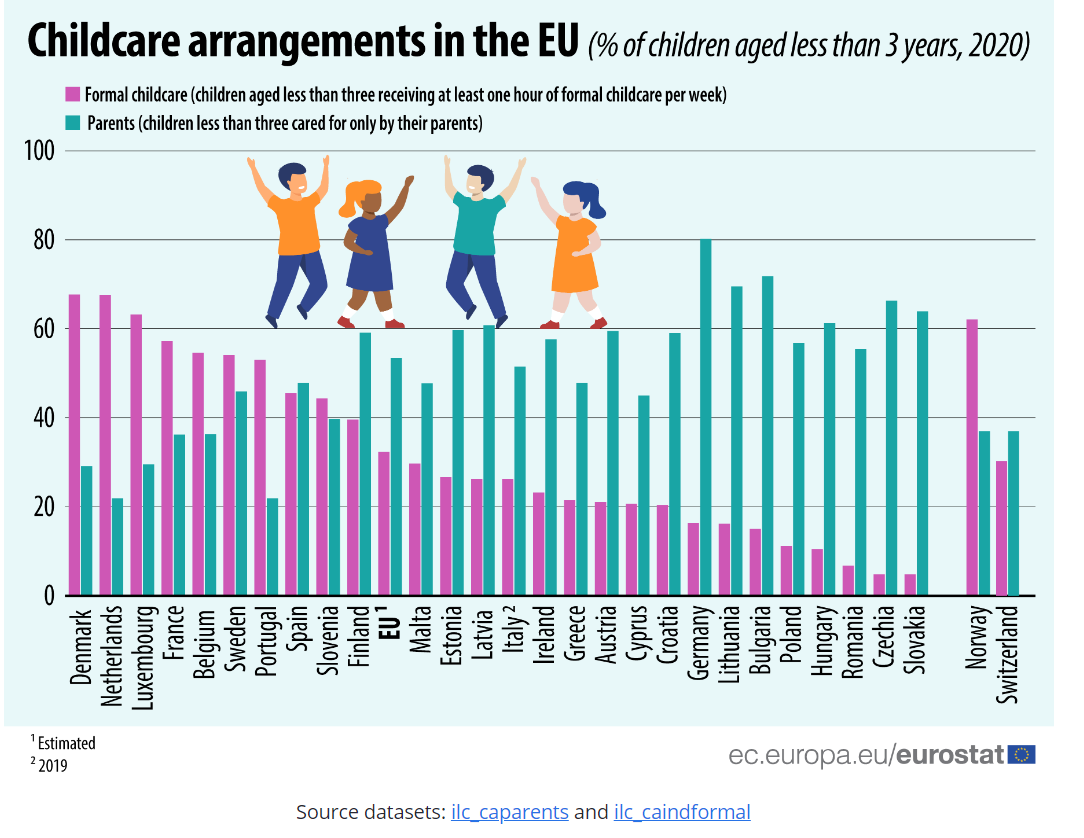 Childcare arrangements in the EU (% of children aged less than 3 years, 2020)
Formal childcare (children aged less than three receiving at least one hour of formal childcare per week)
Parents (children less than three cared for only by their parents)
100
80
60
40
20
0
Denmark
Netherlands
Luxembourg
France
Belgium
Sweden
Portugal
Spain
Slovenia
Finland
EU ¹
Malta
Estonia
Latvia
Italy ²
Ireland
Greece
Austria
Cyprus
Croatia
Germany
Lithuania
Bulgaria
Poland
Hungary
Romania
Czechia
Slovakia
Norway
Switzerland
¹ Estimated
² 2019
ec.europa.eu/eurostat
Source datasets: ilc_caparents and ilc_caindformal